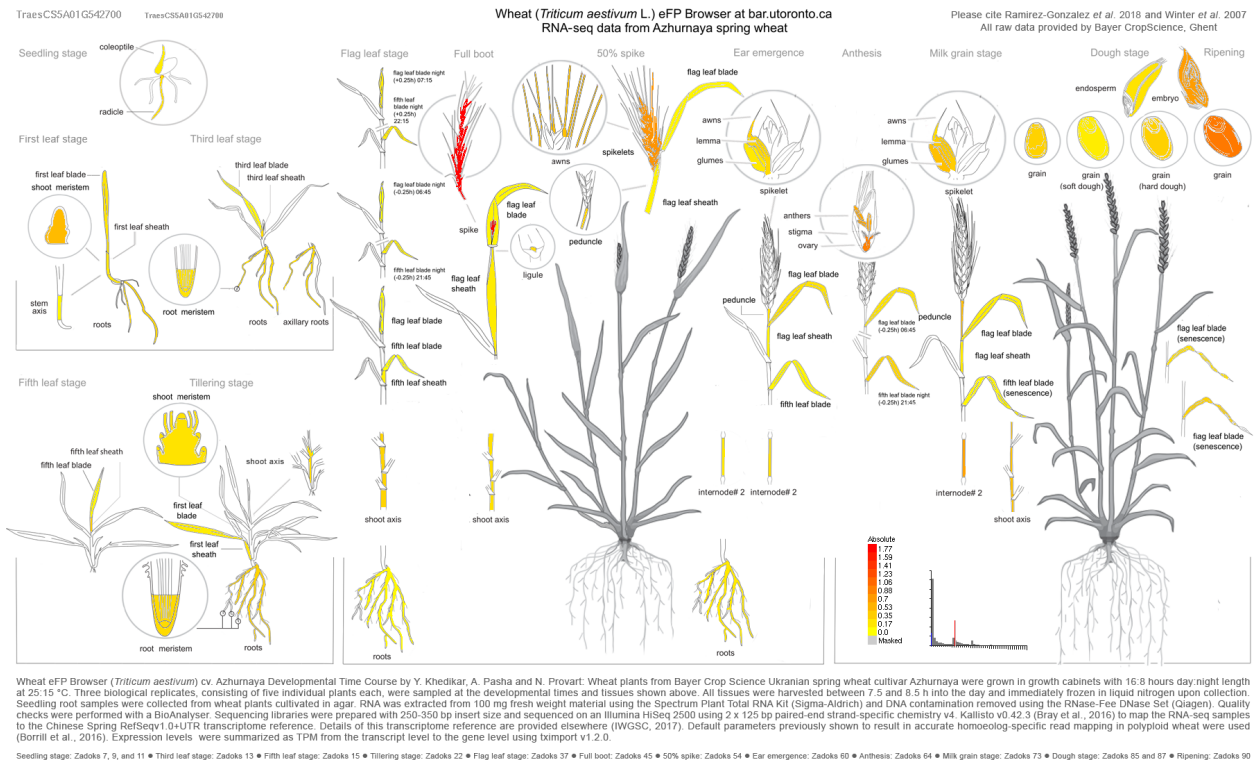 TraesCS5A01G542700
TraesCS5A01G542700
Wheat (Triticum aestivum L.) eFP Browser at bar.utoronto.ca
RNA-seq data from Azhurnaya spring wheat
Please cite Ramirez-Gonzalez et al. 2018 and Winter et al. 2007
All raw data provided by Bayer CropScience, Ghent
Seedling stage
coleoptile
radicle
First leaf stage
Third leaf stage
first leaf blade
shoot meristem
first leaf sheath
stem
axis
roots
root meristem
third leaf blade
third leaf sheath
roots
axillary roots
Fifth leaf stage
Tillering stage
shoot meristem
fifth leaf sheath
fifth leaf blade
shoot axis
first leaf
blade
first leaf
sheath
root meristem
roots
Flag leaf stage
flag leaf blade night
(+0.25h) 07:15
fifth leaf
blade night
(+0.25h)
22:15
flag leaf blade night
(-0.25h) 06:45
fifth leaf blade night
(-0.25h) 21:45
flag leaf blade
fifth leaf blade
fifth leaf sheath
shoot axis
roots
Full boot
flag leaf
blade
spike
ligule
flag leaf
sheath
shoot axis
50% spike
awns
spikelets
flag leaf blade
peduncle
flag leaf sheath
Ear emergence
awns
lemma
glumes
spikelet
flag leaf blade
peduncle
flag leaf sheath
fifth leaf blade
internode# 2
internode# 2
roots
Anthesis
anthers
stigma
ovary
flag leaf blade
(-0.25h) 06:45
fifth leaf blade night
(-0.25h) 21:45
Milk grain stage
awns
lemma
glumes
spikelet
peduncle
flag leaf blade
flag leaf sheath
fifth leaf blade
(senescence)
internode# 2
shoot axis
Dough stage
Ripening
endosperm
embryo
grain
grain
(soft dough)
grain
(hard dough)
grain
flag leaf blade
(senescence)
flag leaf blade
(senescence)
Absolute
1.77
1.59
1.41
1.23
1.06
0.88
0.7
0.53
0.35
0.17
0.0
Masked
Wheat eFP Browser (Triticum aestivum) cv. Azhurnaya Developmental Time Course by Y. Khedikar, A. Pasha and N. Provart: Wheat plants from Bayer Crop Science Ukranian spring wheat cultivar Azhurnaya were grown in growth cabinets with 16:8 hours day:night length
at 25:15 °C. Three biological replicates, consisting of five individual plants each, were sampled at the developmental times and tissues shown above. All tissues were harvested between 7.5 and 8.5 h into the day and immediately frozen in liquid nitrogen upon collection.
Seedling root samples were collected from wheat plants cultivated in agar. RNA was extracted from 100 mg fresh weight material using the Spectrum Plant Total RNA Kit (Sigma-Aldrich) and DNA contamination removed using the RNase-Fee DNase Set (Qiagen). Quality
checks were performed with a BioAnalyser. Sequencing libraries were prepared with 250-350 bp insert size and sequenced on an Illumina HiSeq 2500 using 2 x 125 bp paired-end strand-specific chemistry v4. Kallisto v0.42.3 (Bray et al., 2016) to map the RNA-seq samples
to the Chinese Spring RefSeqv1.0+UTR transcriptome reference. Details of this transcriptome reference are provided elsewhere (IWGSC, 2017). Default parameters previously shown to result in accurate homoeolog-specific read mapping in polyploid wheat were used
(Borrill et al., 2016). Expression levels were summarized as TPM from the transcript level to the gene level using tximport v1.2.0.
Seedling stage: Zadoks 7, 9, and 11 ● Third leaf stage: Zadoks 13 ● Fifth leaf stage: Zadoks 15 ● Tillering stage: Zadoks 22 ● Flag leaf stage: Zadoks 37 ● Full boot: Zadoks 45 ● 50% spike: Zadoks 54 ● Ear emergence: Zadoks 60 ● Anthesis: Zadoks 64 ● Milk grain stage: Zadoks 73 ● Dough stage: Zadoks 85 and 87 ● Ripening: Zadoks 90